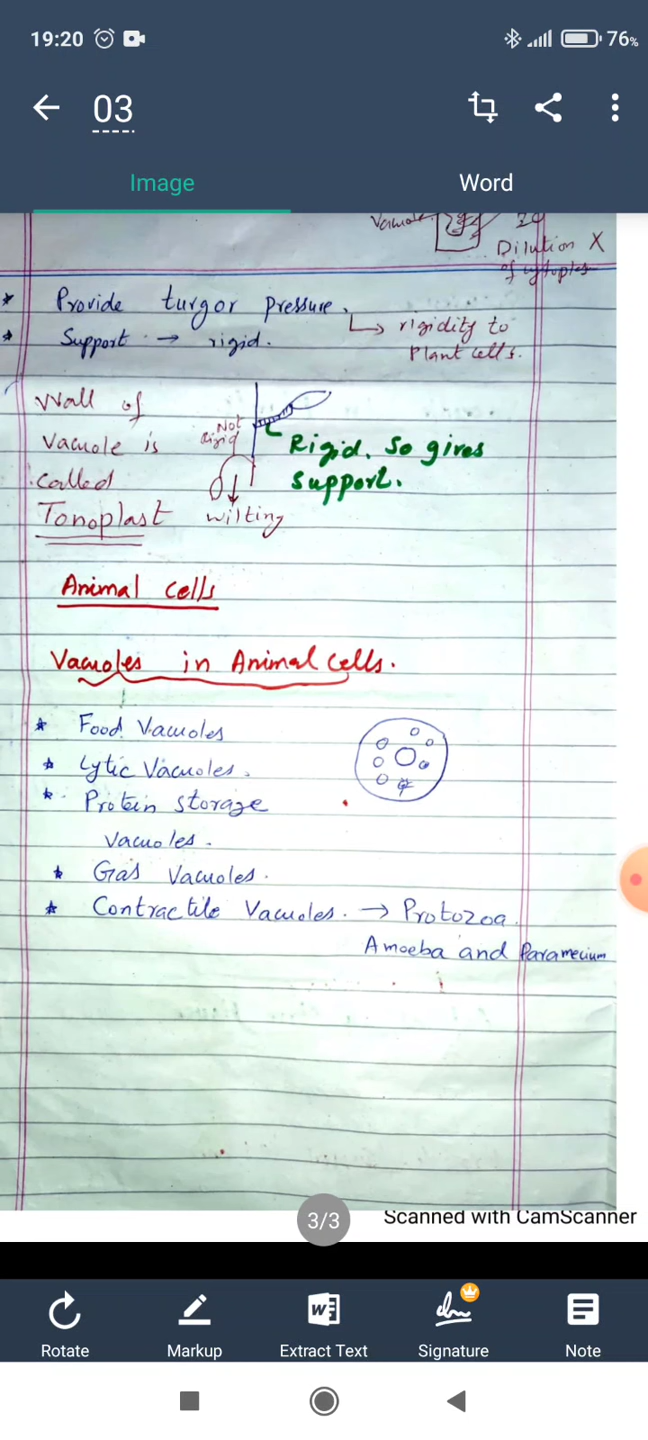 19:20
76%
03
Image Word
Vacuole
Dilution X
of cytoplas
* Provide turgor pressure.
↳ rigidity to
Plant cells.
* Support → rigid.
Wall of
Vacuole is
called
Tonoplast
Not
Rigid
wilting
Rigid. So gives
support.
Animal Cells
Vacuoles in Animal cells.
* Food Vacuoles
* Lytic Vacuoles.
* Protein storage
Vacuoles.
* Gas Vacuoles.
* Contractile Vacuoles. → Protozoa
Amoeba and Paramecium
3/3
Scanned with CamScanner
Rotate Markup Extract Text Signature Note